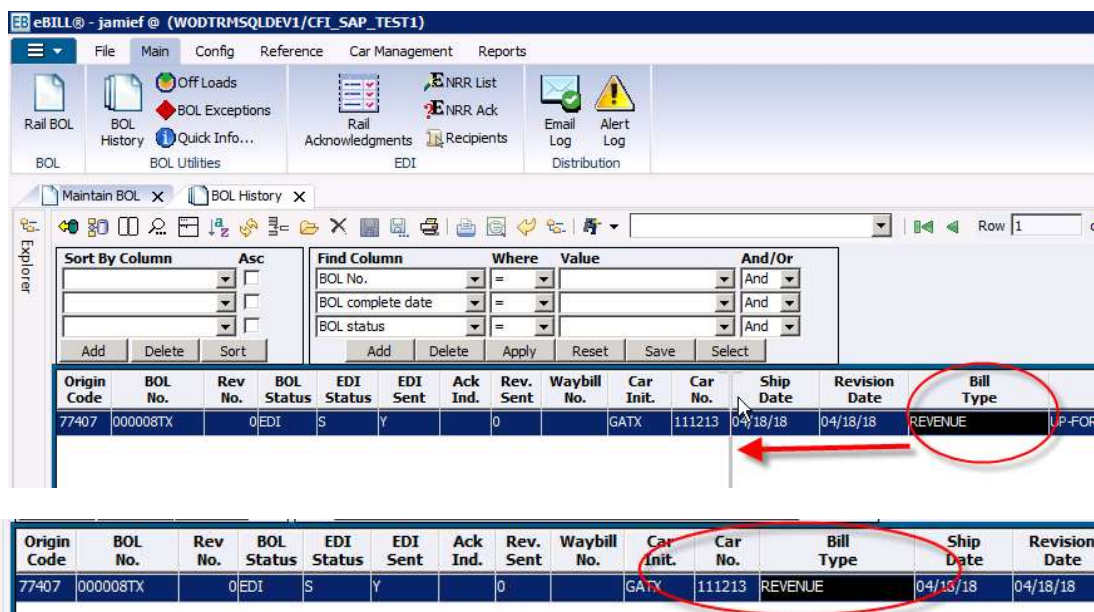 EB eBILL® - jamief @ (WODTRMSQLDEV1/CFI_SAP_TEST1)
File Main Config Reference Car Management Reports
Rail BOL
BOL History
Off Loads
BOL Exceptions
Quick Info...
Rail Acknowledgments
NRR List
NRR Ack
Recipients
Email Log
Alert Log
BOL BOL Utilities EDI Distribution
Maintain BOL X BOL History X
Explorer
Row 1
Sort By Column Asc Find Column Where Value And/Or
BOL No. = And
BOL complete date = And
BOL status = And
Add Delete Sort Add Delete Apply Reset Save Select
Origin Code BOL No. Rev No. BOL Status EDI Status EDI Sent Ack Ind. Rev. Sent Waybill No. Car Init. Car No. Ship Date Revision Date Bill Type
77407 000008TX 0 EDI S Y 0 GATX 111213 04/18/18 04/18/18 REVENUE UP-FOR
Origin Code BOL No. Rev No. BOL Status EDI Status EDI Sent Ack Ind. Rev. Sent Waybill No. Car Init. Car No. Bill Type Ship Date Revision Date
77407 000008TX 0 EDI S Y 0 GATX 111213 REVENUE 04/18/18 04/18/18